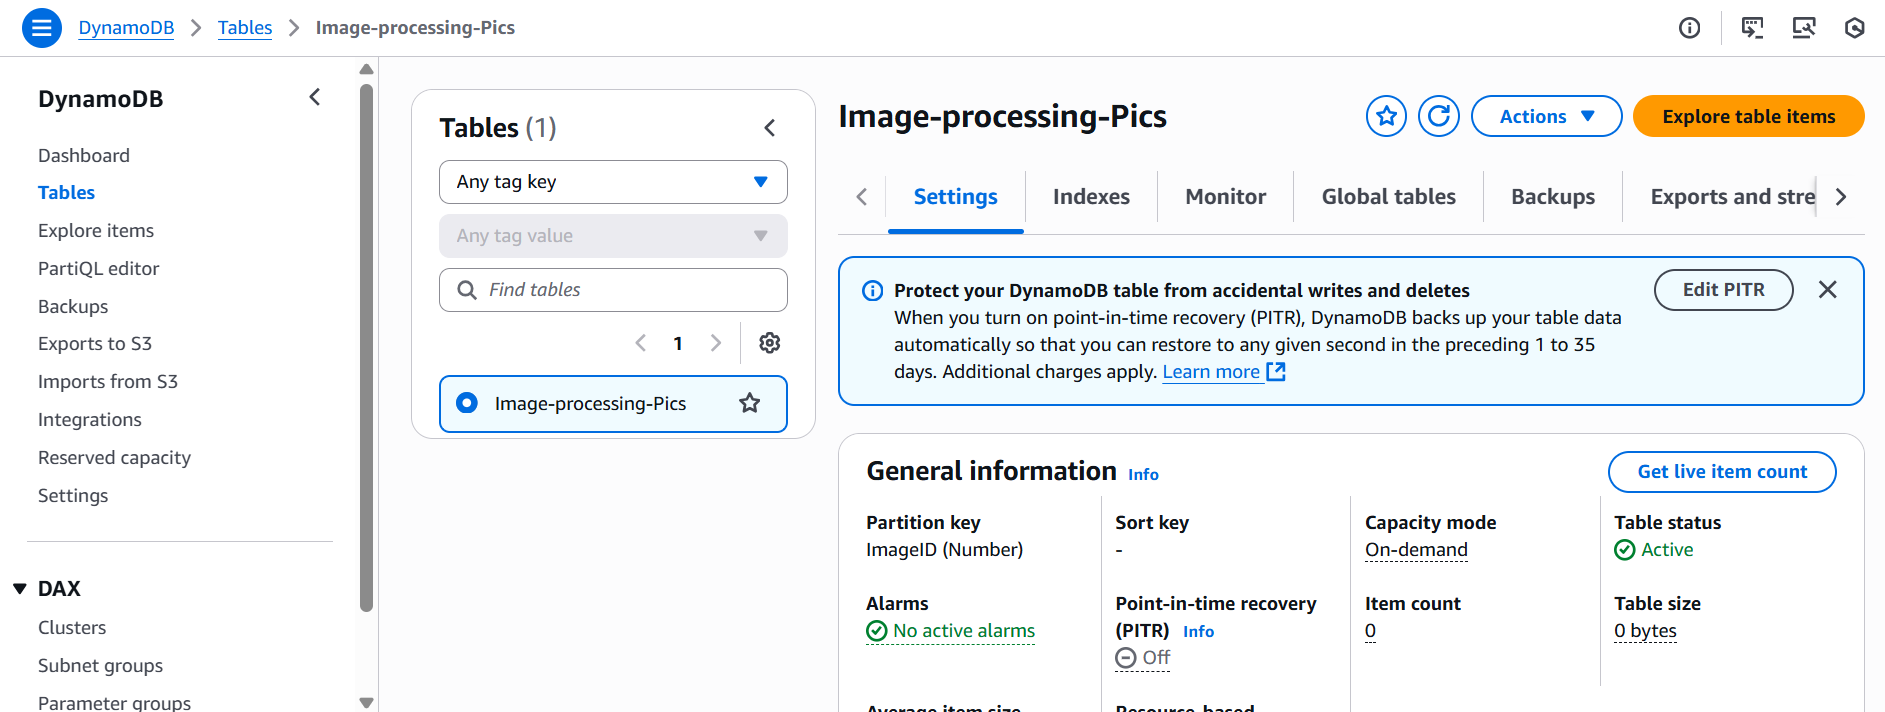 DynamoDB > Tables > Image-processing-Pics
DynamoDB
Dashboard
Tables
Explore items
PartiQL editor
Backups
Exports to S3
Imports from S3
Integrations
Reserved capacity
Settings
DAX
Clusters
Subnet groups
Parameter groups
Tables (1)
Any tag key
Any tag value
Find tables
1
Image-processing-Pics
Image-processing-Pics
Actions
Explore table items
Settings
Indexes
Monitor
Global tables
Backups
Exports and stre
Protect your DynamoDB table from accidental writes and deletes
When you turn on point-in-time recovery (PITR), DynamoDB backs up your table data
automatically so that you can restore to any given second in the preceding 1 to 35
days. Additional charges apply. Learn more
Edit PITR
General information Info
Get live item count
Partition key
ImageID (Number)
Sort key
-
Capacity mode
On-demand
Table status
Active
Alarms
No active alarms
Point-in-time recovery
(PITR) Info
Off
Item count
0
Table size
0 bytes
Average item size
Resource-based